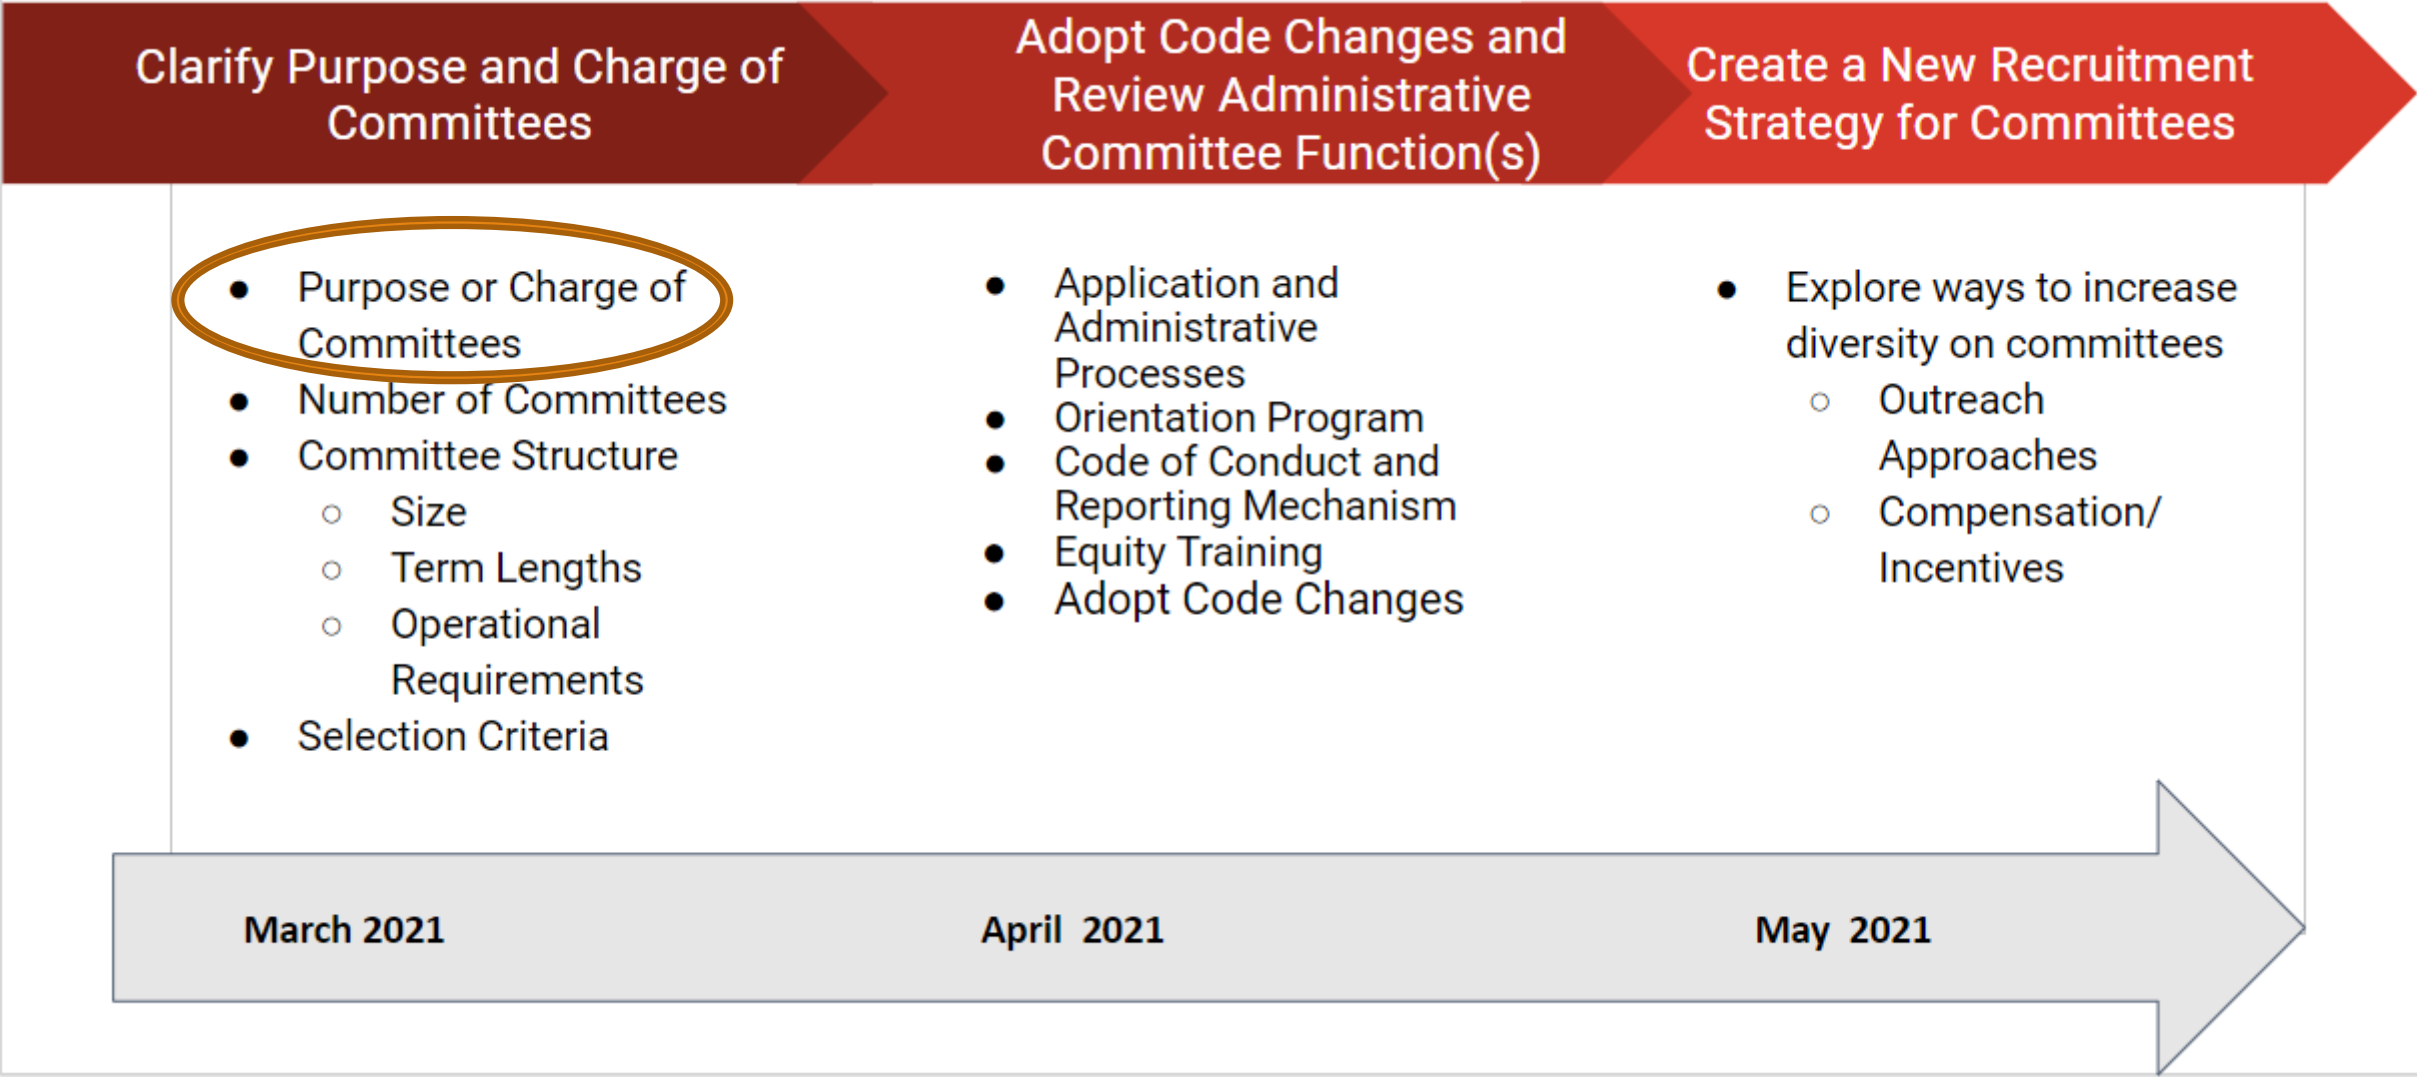 Clarify Purpose and Charge of
Committees
Adopt Code Changes and
Review Administrative
Committee Function(s)
Create a New Recruitment
Strategy for Committees
● Purpose or Charge of
Committees
● Number of Committees
● Committee Structure
○ Size
○ Term Lengths
○ Operational
Requirements
● Selection Criteria
● Application and
Administrative
Processes
● Orientation Program
● Code of Conduct and
Reporting Mechanism
● Equity Training
● Adopt Code Changes
● Explore ways to increase
diversity on committees
○ Outreach
Approaches
○ Compensation/
Incentives
March 2021
April 2021
May 2021